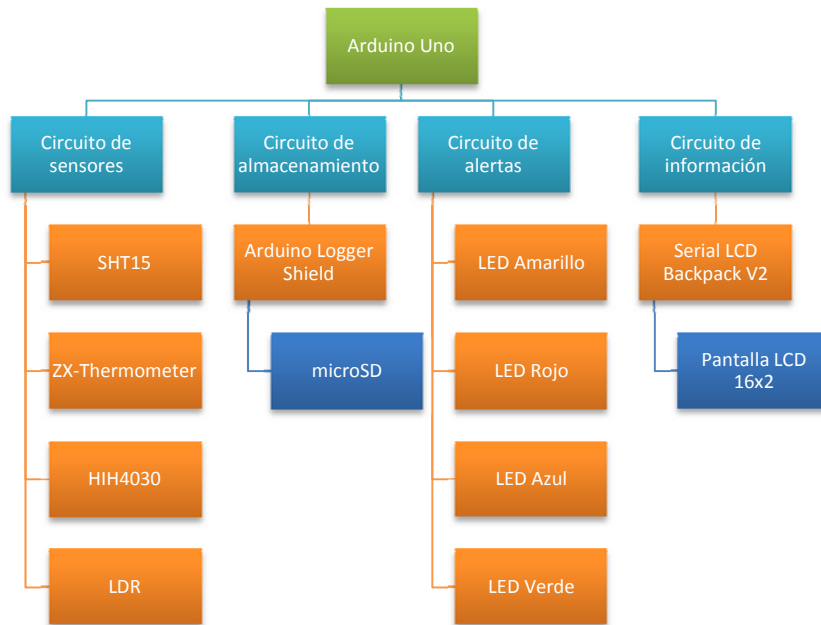 Arduino Uno
Circuito de
sensores
Circuito de
almacenamiento
Circuito de
alertas
Circuito de
información
SHT15
ZX-Thermometer
HIH4030
LDR
Arduino Logger
Shield
microSD
LED Amarillo
LED Rojo
LED Azul
LED Verde
Serial LCD
Backpack V2
Pantalla LCD
16x2